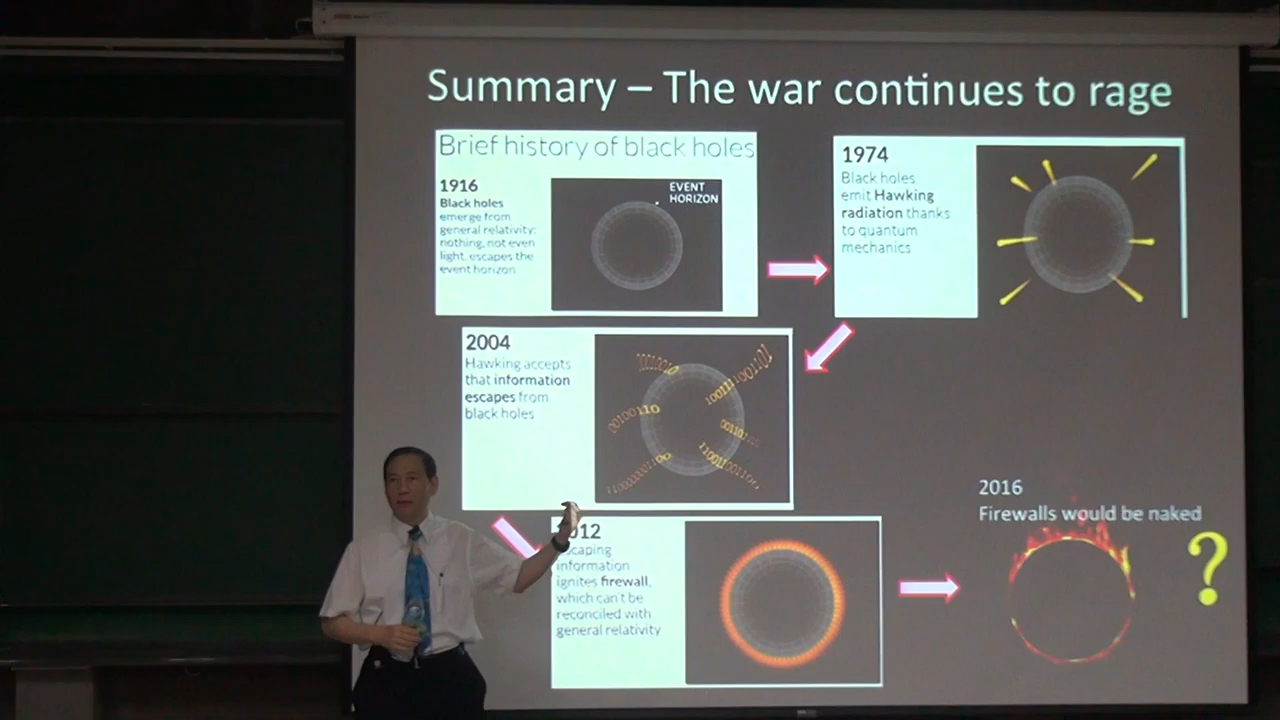 Summary – The war continues to rage
Brief history of black holes
1916
Black holes
emerge from
general relativity:
nothing, not even
light, escapes the
event horizon
EVENT
HORIZON
1974
Black holes
emit Hawking
radiation thanks
to quantum
mechanics
2004
Hawking accepts
that information
escapes from
black holes
012
scaping
information
ignites firewall,
which can't be
reconciled with
general relativity
2016
Firewalls would be naked
?